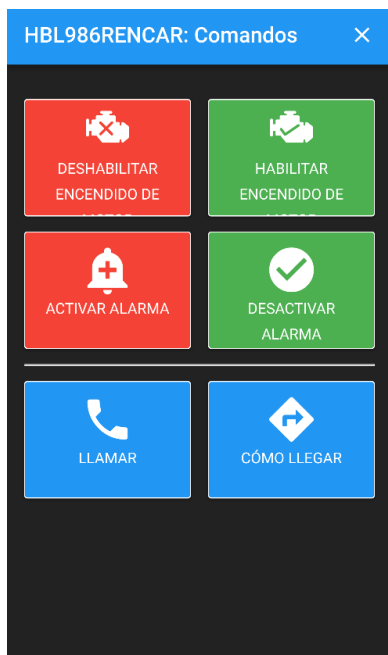 HBL986RENCAR: Comandos
DESHABILITAR
ENCENDIDO DE
HABILITAR
ENCENDIDO DE
ACTIVAR ALARMA
DESACTIVAR
ALARMA
LLAMAR
CÓMO LLEGAR